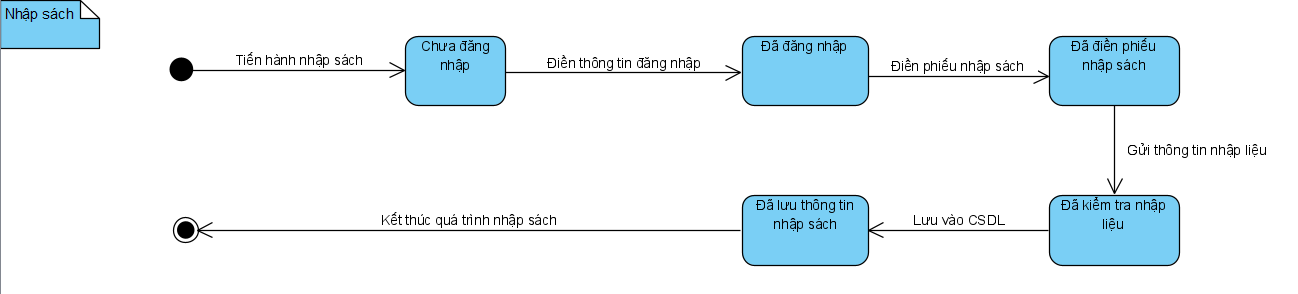 Nhập sách
Tiến hành nhập sách
Chưa đăng
nhập
Điền thông tin đăng nhập
Đã đăng nhập
Điền phiếu nhập sách
Đã điền phiếu
nhập sách
Gửi thông tin nhập liệu
Đã kiểm tra nhập
liệu
Lưu vào CSDL
Đã lưu thông tin
nhập sách
Kết thúc quá trình nhập sách